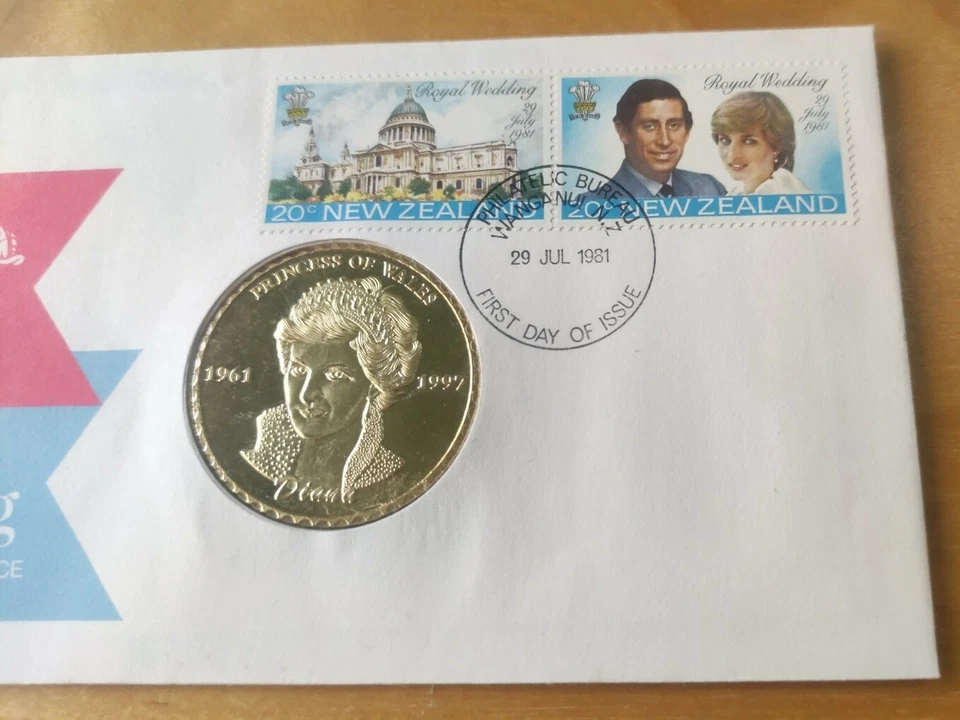 Royal Wedding
29
July
1981
20c NEW ZEALAND
Royal Wedding
29
July
1981
20c NEW ZEALAND
PHILATELIC BUREAU
WANGANUI N.Z
29 JUL 1981
FIRST DAY OF ISSUE
PRINCESS OF WALES
1961
1997
Diana
g
CE